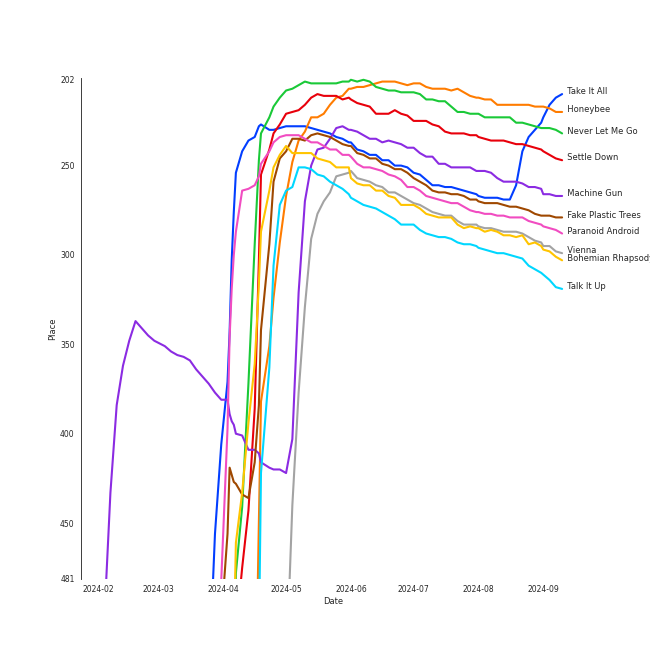 202
250
300
350
400
450
481
Place
2024-02
2024-03
2024-04
2024-05
2024-06
2024-07
2024-08
2024-09
Date
Take It All
Honeybee
Never Let Me Go
Settle Down
Machine Gun
Fake Plastic Trees
Paranoid Android
Vienna
Bohemian Rhapsod
Talk It Up